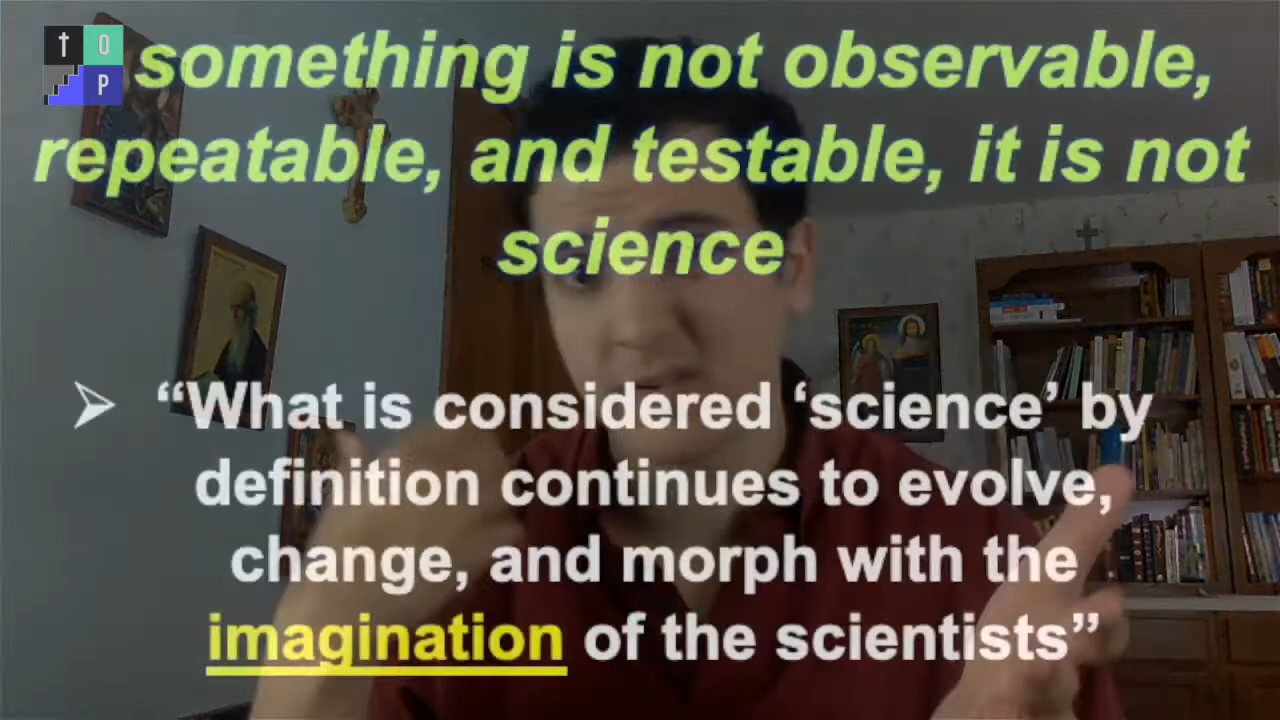 † O
P
something is not observable,
repeatable, and testable, it is not
science
➢ “What is considered ‘science’ by
definition continues to evolve,
change, and morph with the
imagination of the scientists”